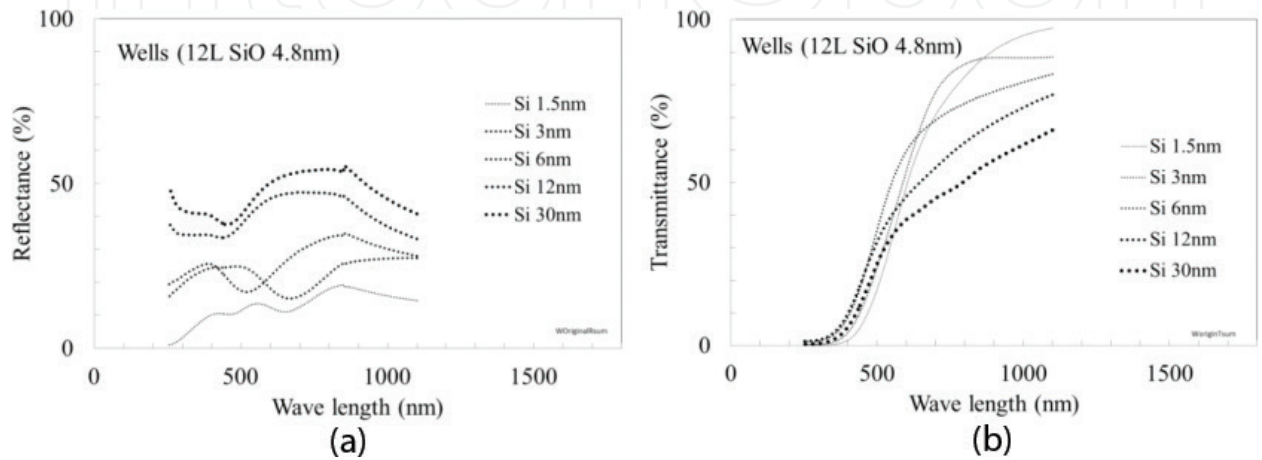 100
Wells (12L SiO 4.8nm)
Si 1.5nm
Si 3nm
Si 6nm
Si 12nm
Si 30nm
Reflectance (%)
50
0
WOriginalRsum
0
500
1000
1500
Wave length (nm)
(a)
100
Wells (12L SiO 4.8nm)
Transmittance (%)
50
Si 1.5nm
Si 3nm
Si 6nm
Si 12nm
Si 30nm
0
0
500
1000
1500
Wave length (nm)
(b)